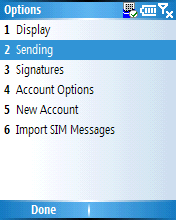 Options
1 Display
2 Sending
3 Signatures
4 Account Options
5 New Account
6 Import SIM Messages
Done